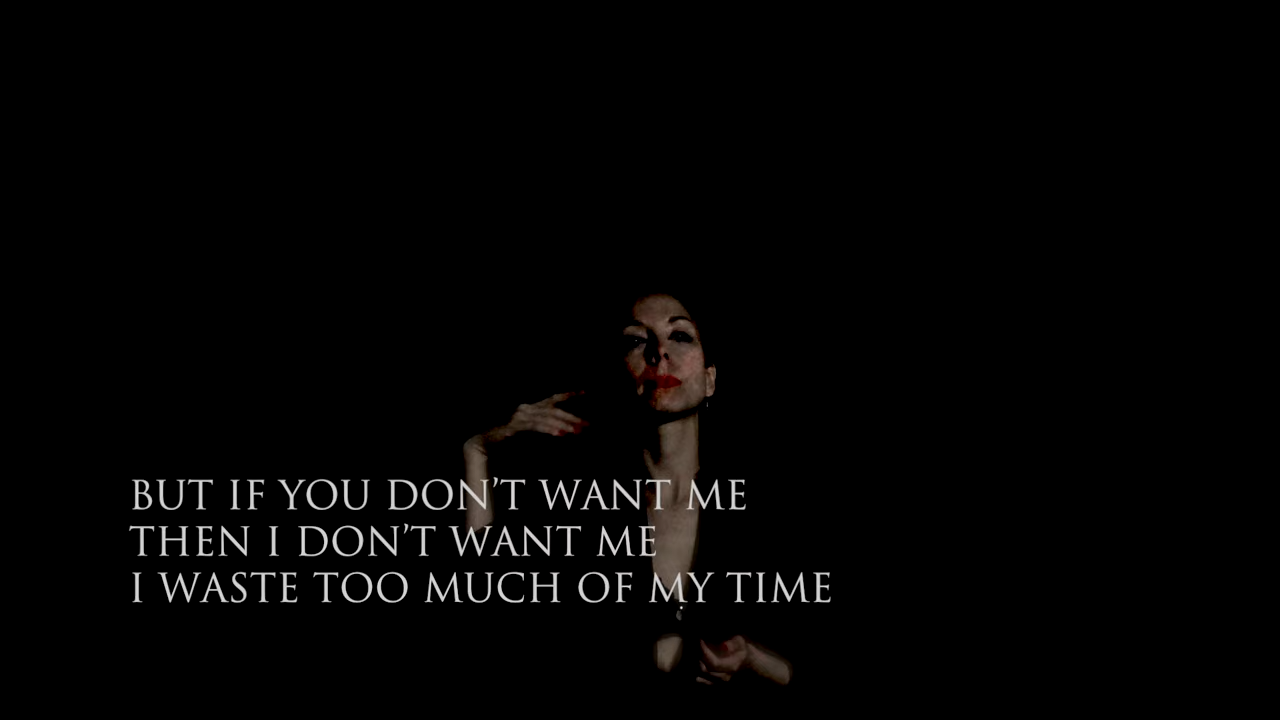 BUT IF YOU DON'T WANT ME
THEN I DON'T WANT ME
I WASTE TOO MUCH OF MY TIME